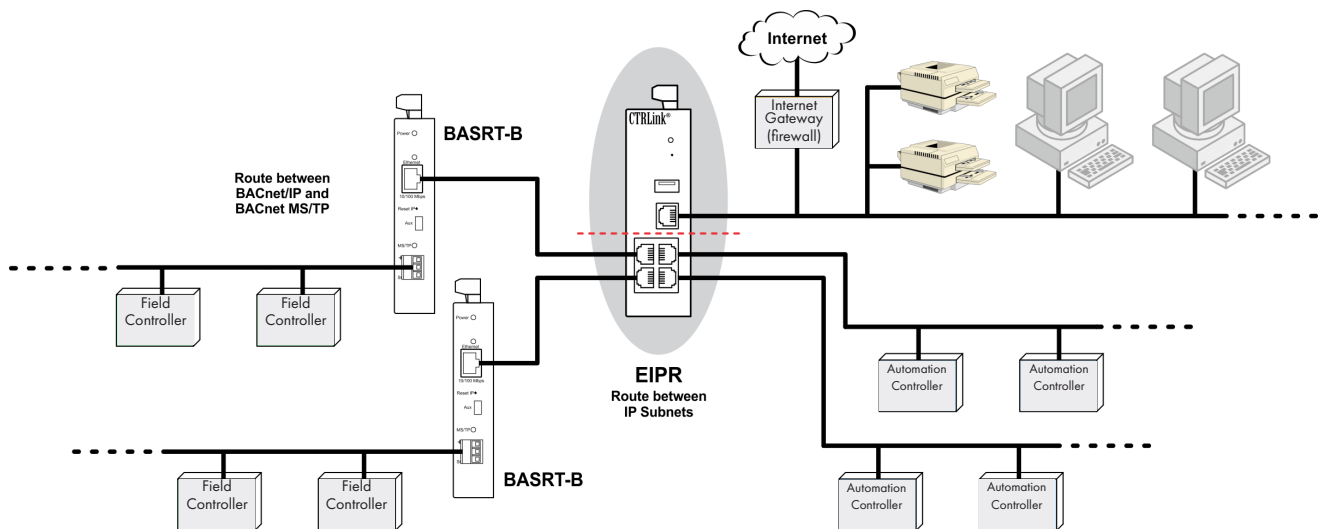 Internet
Internet
Gateway
(firewall)
CTRLink®
BASRT-B
Power
Ethernet
10/100 Mbps
Reset IP
Aux
MS/TP
Route between
BACnet/IP and
BACnet MS/TP
Field
Controller
Field
Controller
Power
Ethernet
10/100 Mbps
Reset IP
Aux
MS/TP
BASRT-B
Field
Controller
Field
Controller
EIPR
Route between
IP Subnets
Automation
Controller
Automation
Controller
Automation
Controller
Automation
Controller